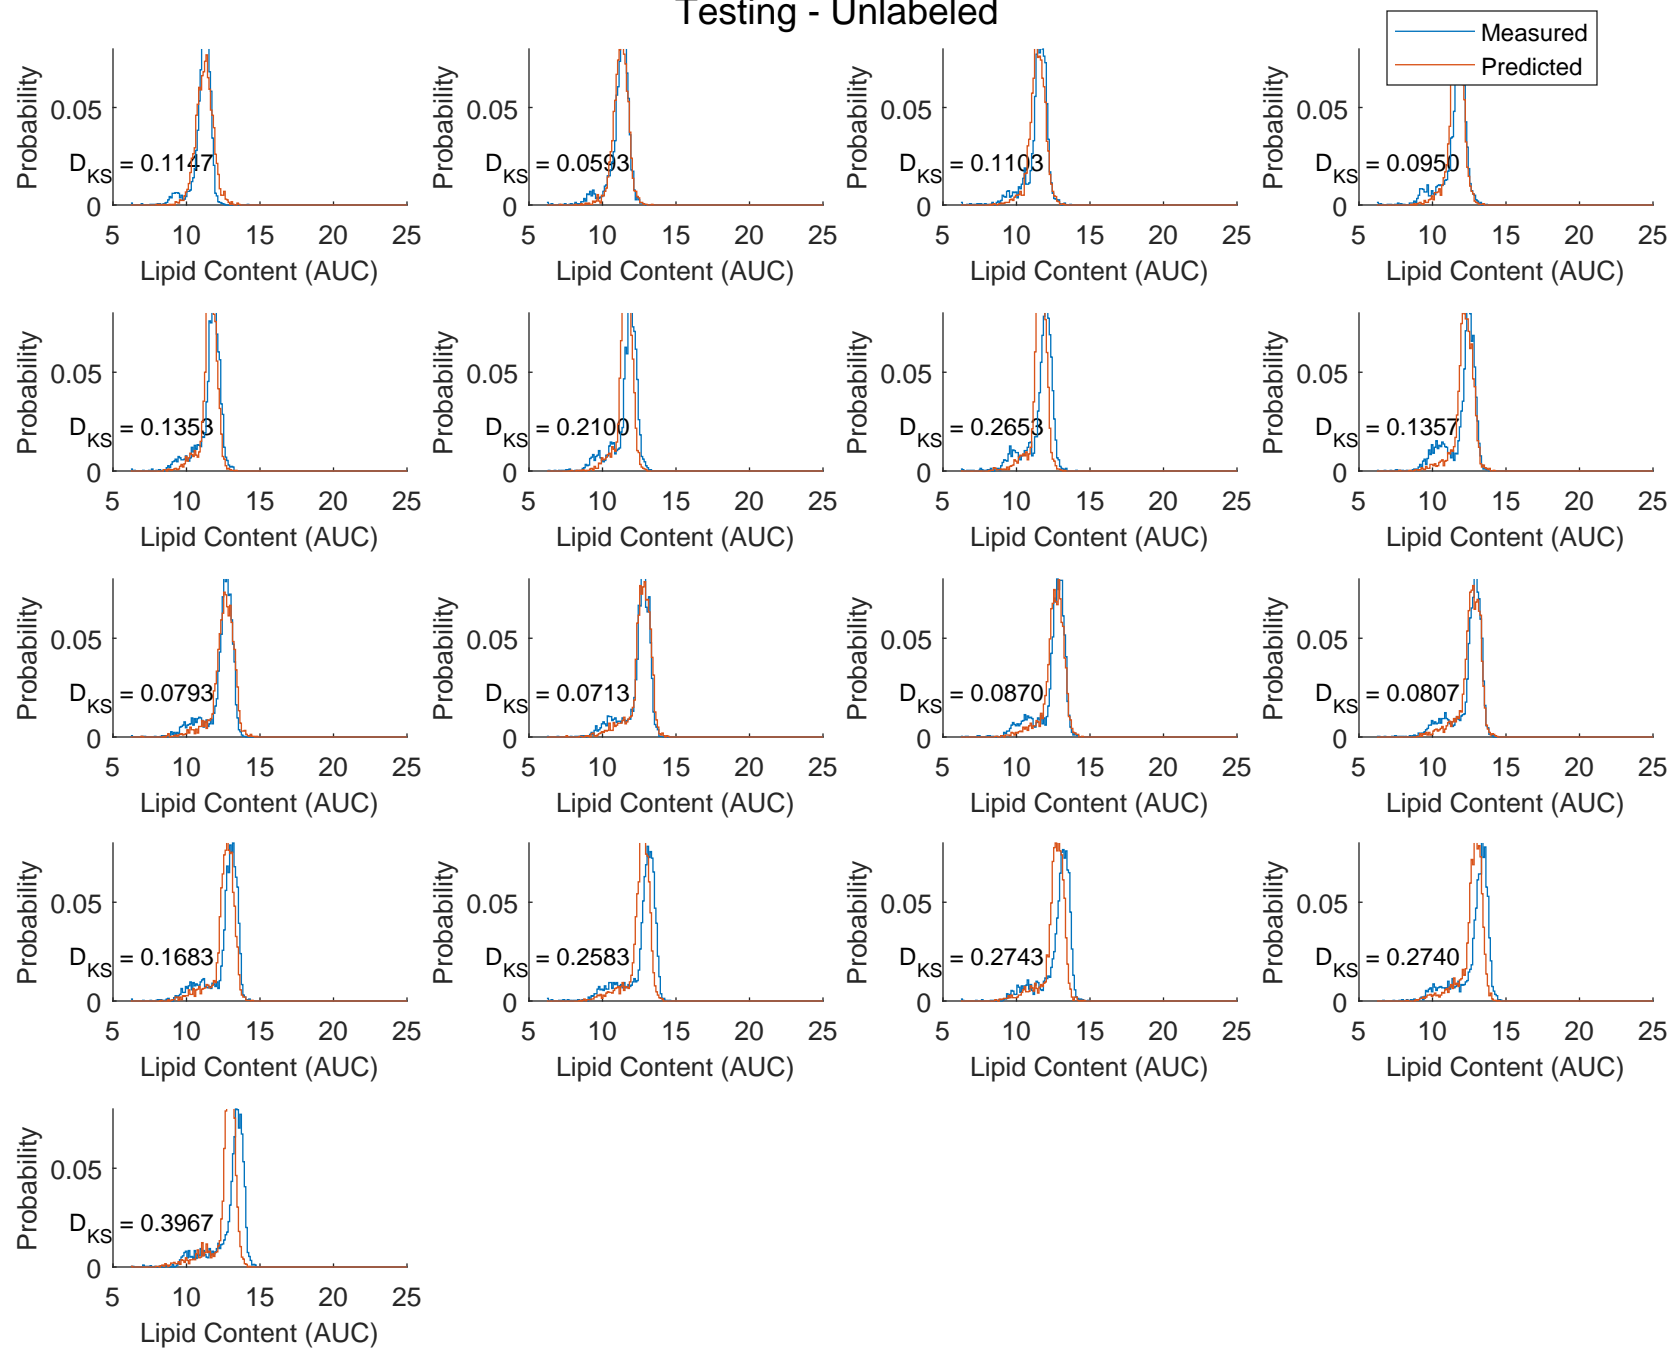 Testing - Unlabeled
Measured
Predicted
Probability
0.05
0
D_KS = 0.1147
5 10 15 20 25
Lipid Content (AUC)
Probability
0.05
0
D_KS = 0.0593
5 10 15 20 25
Lipid Content (AUC)
Probability
0.05
0
D_KS = 0.1103
5 10 15 20 25
Lipid Content (AUC)
Probability
0.05
0
D_KS = 0.0950
5 10 15 20 25
Lipid Content (AUC)
Probability
0.05
0
D_KS = 0.1353
5 10 15 20 25
Lipid Content (AUC)
Probability
0.05
0
D_KS = 0.2100
5 10 15 20 25
Lipid Content (AUC)
Probability
0.05
0
D_KS = 0.2653
5 10 15 20 25
Lipid Content (AUC)
Probability
0.05
0
D_KS = 0.1357
5 10 15 20 25
Lipid Content (AUC)
Probability
0.05
0
D_KS = 0.0793
5 10 15 20 25
Lipid Content (AUC)
Probability
0.05
0
D_KS = 0.0713
5 10 15 20 25
Lipid Content (AUC)
Probability
0.05
0
D_KS = 0.0870
5 10 15 20 25
Lipid Content (AUC)
Probability
0.05
0
D_KS = 0.0807
5 10 15 20 25
Lipid Content (AUC)
Probability
0.05
0
D_KS = 0.1683
5 10 15 20 25
Lipid Content (AUC)
Probability
0.05
0
D_KS = 0.2583
5 10 15 20 25
Lipid Content (AUC)
Probability
0.05
0
D_KS = 0.2743
5 10 15 20 25
Lipid Content (AUC)
Probability
0.05
0
D_KS = 0.2740
5 10 15 20 25
Lipid Content (AUC)
Probability
0.05
0
D_KS = 0.3967
5 10 15 20 25
Lipid Content (AUC)